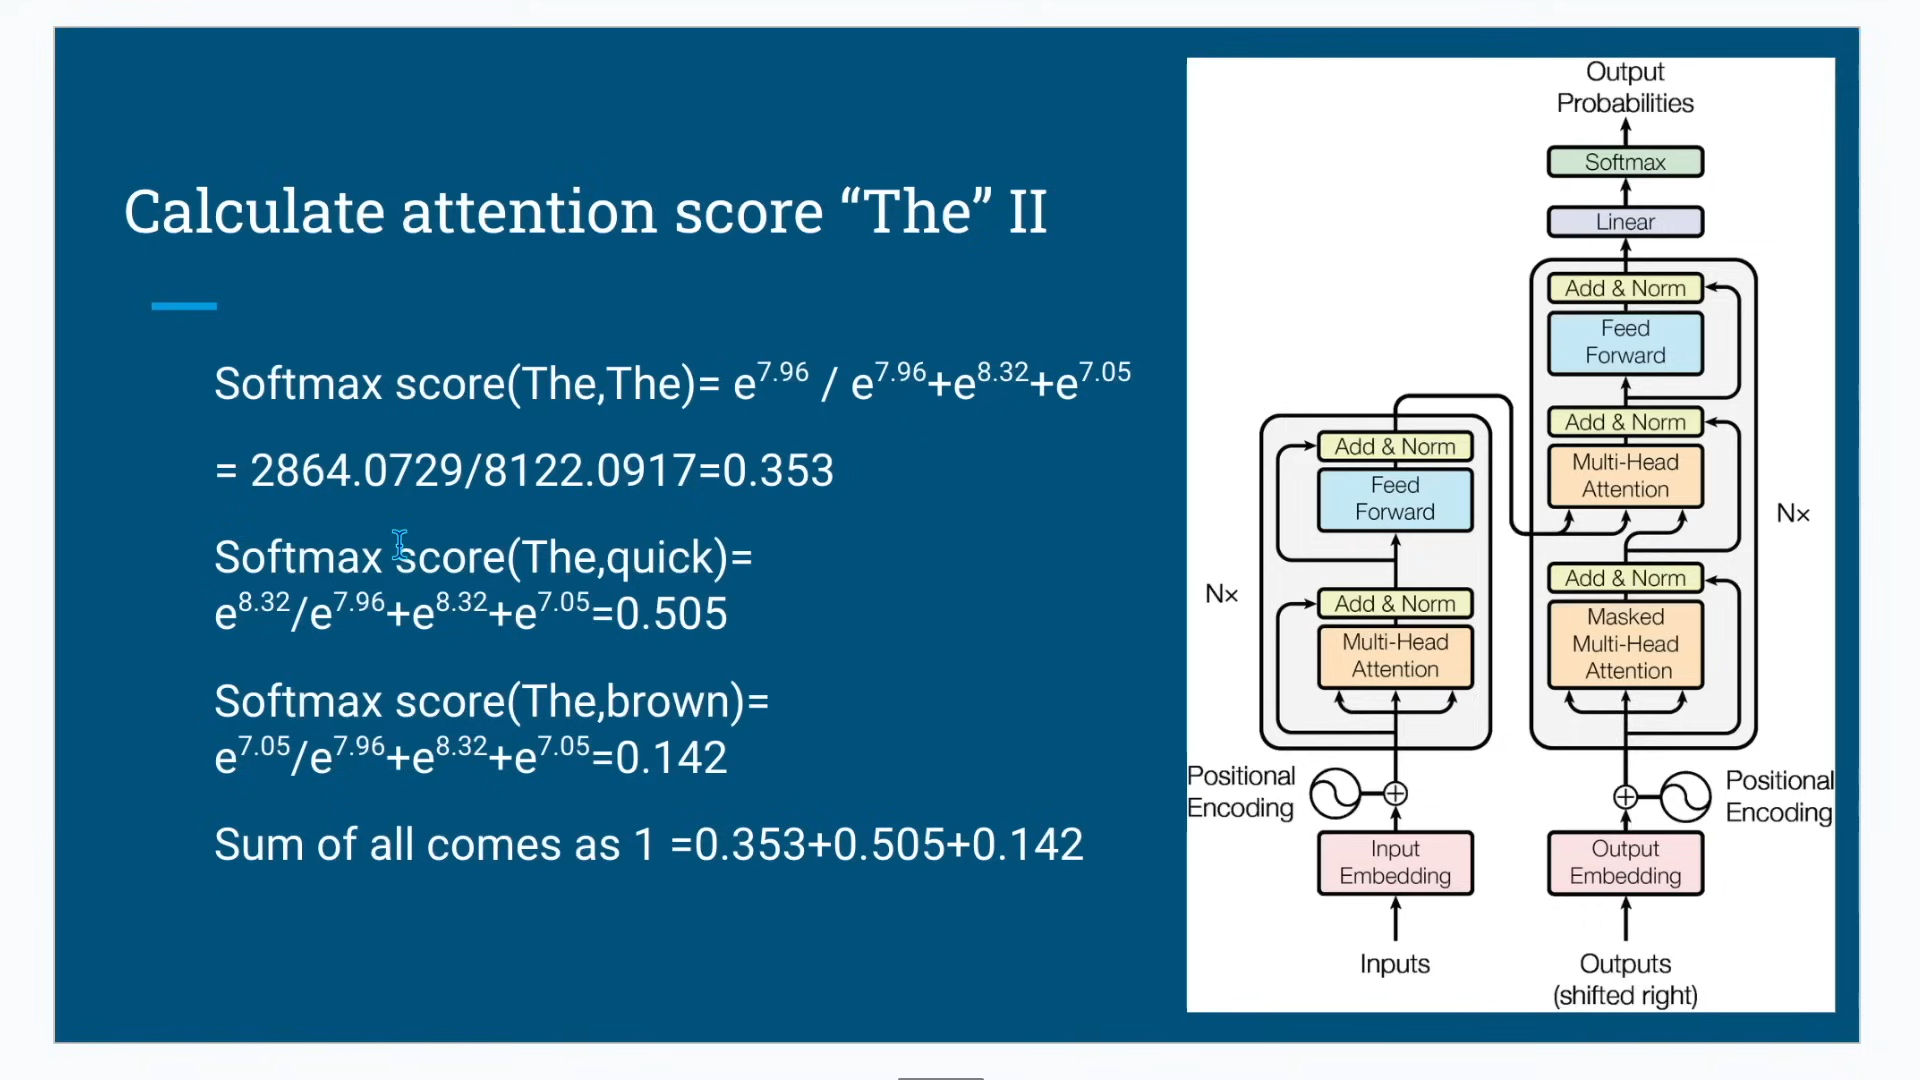 Calculate attention score “The” II
Softmax score(The,The)= e^7.96 / e^7.96+e^8.32+e^7.05
= 2864.0729/8122.0917=0.353
Softmax score(The,quick)=
e^8.32/e^7.96+e^8.32+e^7.05=0.505
Softmax score(The,brown)=
e^7.05/e^7.96+e^8.32+e^7.05=0.142
Sum of all comes as 1 =0.353+0.505+0.142
Output
Probabilities
Softmax
Linear
Add & Norm
Feed
Forward
Add & Norm
Multi-Head
Attention
Nx
Add & Norm
Masked
Multi-Head
Attention
Add & Norm
Feed
Forward
Nx
Add & Norm
Multi-Head
Attention
Positional
Encoding
Positional
Encoding
Input
Embedding
Output
Embedding
Inputs
Outputs
(shifted right)